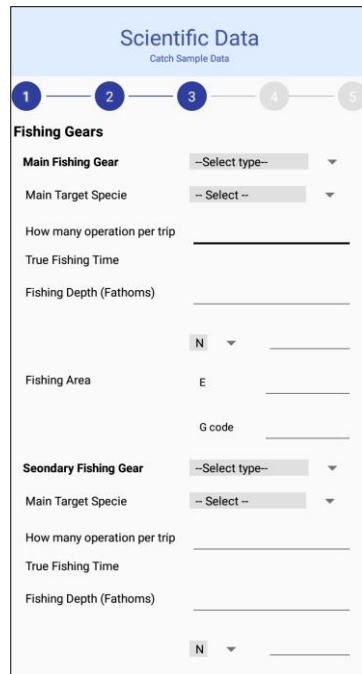 Scientific Data
Catch Sample Data
1 2 3 4 5
Fishing Gears
Main Fishing Gear --Select type--
Main Target Specie -- Select --
How many operation per trip
True Fishing Time
Fishing Depth (Fathoms)
N
Fishing Area E
G code
Seondary Fishing Gear --Select type--
Main Target Specie -- Select --
How many operation per trip
True Fishing Time
Fishing Depth (Fathoms)
N